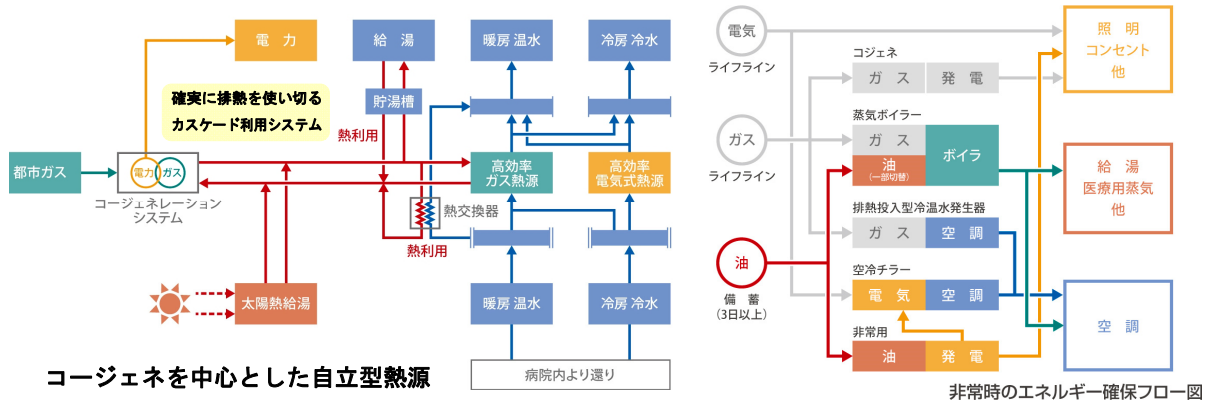 電 力
給 湯
暖房 温水
冷房 冷水
確実に排熱を使い切る
カスケード利用システム
貯湯槽
熱利用
都市ガス
電力
ガス
コージェネレーション
システム
高効率
ガス熱源
高効率
電気式熱源
熱交換器
熱利用
太陽熱給湯
暖房 温水
冷房 冷水
病院内より還り
コージェネを中心とした自立型熱源
電気
ライフライン
ガス
ライフライン
油
備 蓄
(3日以上)
コジェネ
ガ ス
発 電
蒸気ボイラー
ガ ス
油
(一部切替)
ボイラ
排熱投入型冷温水発生器
ガ ス
空 調
空冷チラー
電 気
空 調
非常用
油
発 電
照 明
コンセント
他
給 湯
医療用蒸気
他
空 調
非常時のエネルギー確保フロー図